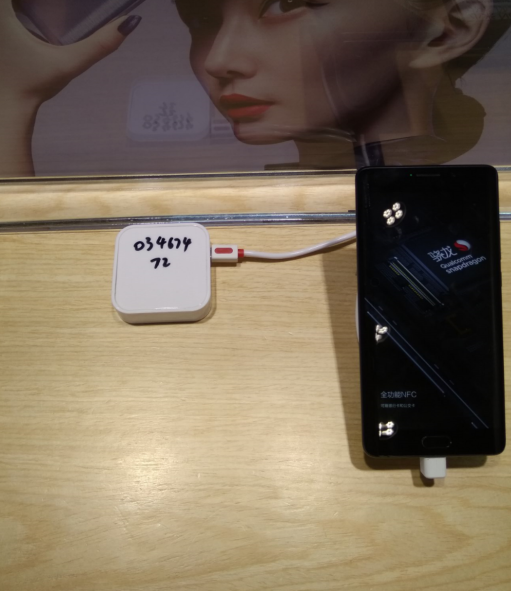 034674
72
骁龙
Qualcomm
snapdragon
全功能NFC